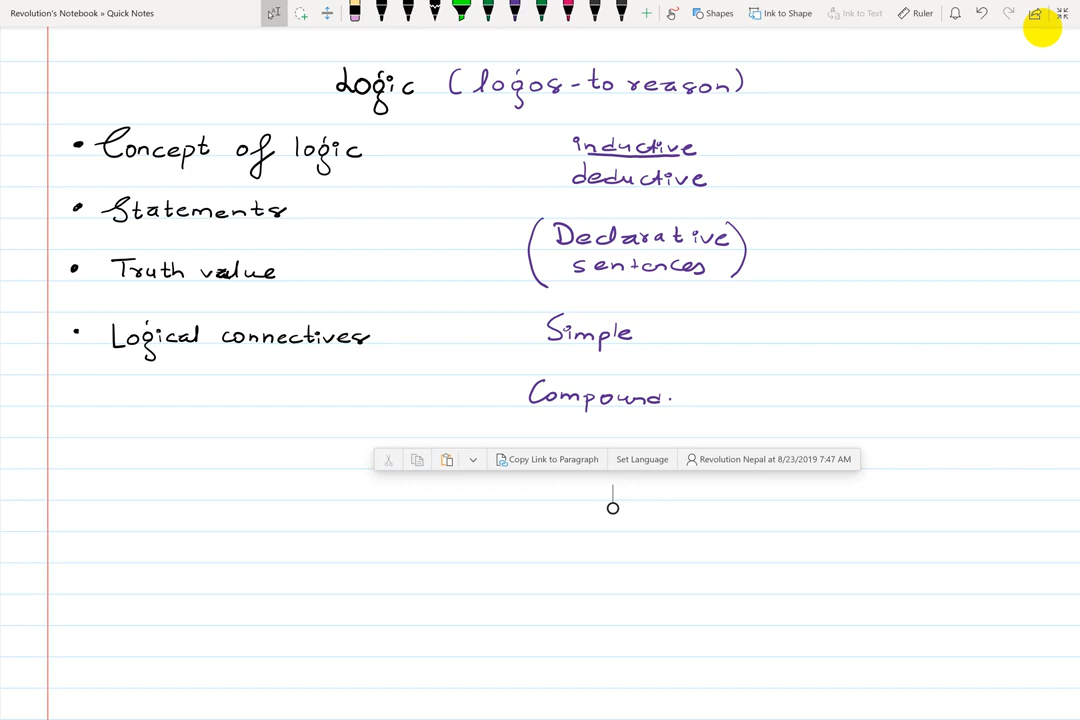 Revolution's Notebook » Quick Notes
Shapes
Ink to Shape
Ink to Text
Ruler
Logic (logos - to reason)
• Concept of logic
inductive
deductive
• Statements
(Declarative sentences)
• Truth value
• Logical connectives
Simple
Compound.
Copy Link to Paragraph
Set Language
Revolution Nepal at 8/23/2019 7:47 AM